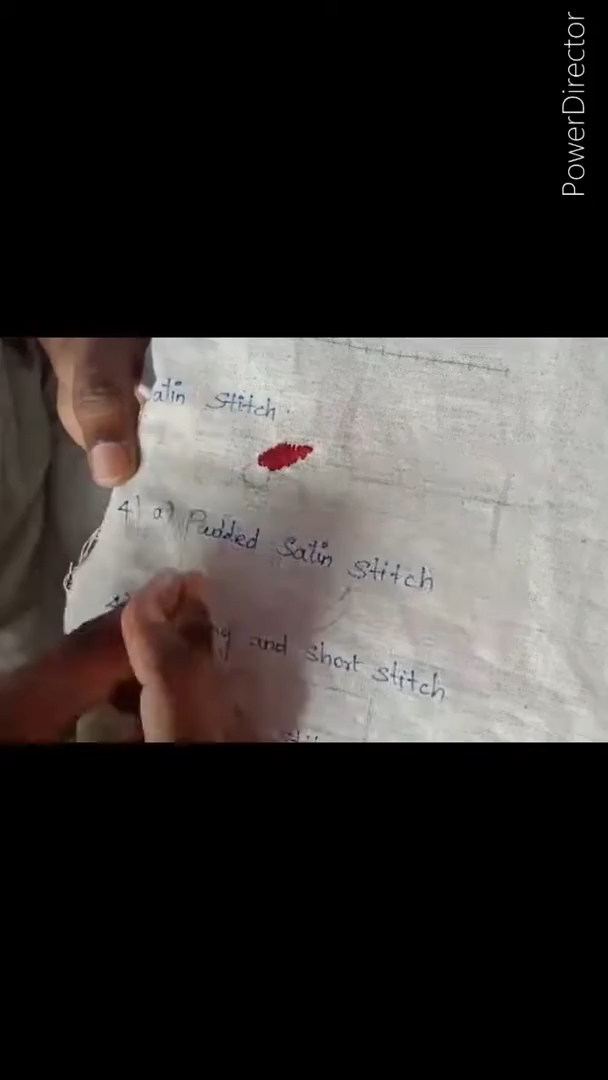 PowerDirector
atin Stitch.
4) a) Padded Satin Stitch
and short stitch